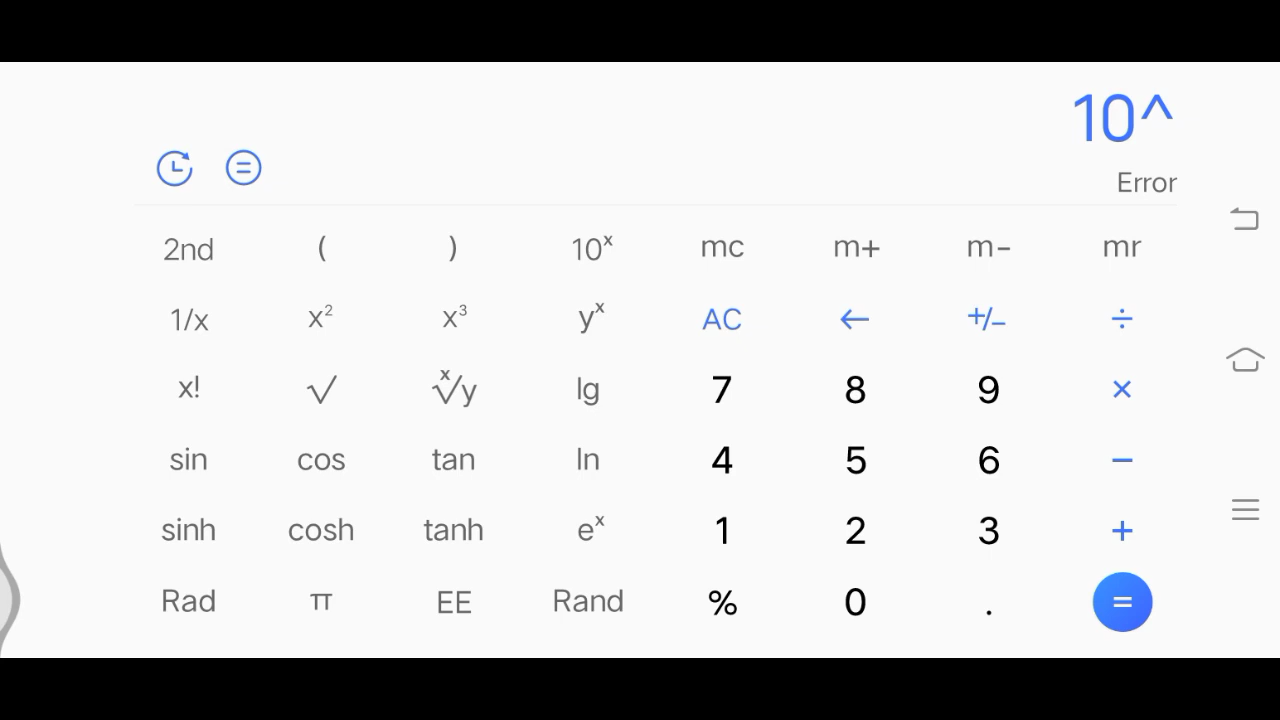 10^
Error
2nd ( ) 10ˣ mc m+ m- mr
1/x x² x³ yˣ AC ← +/- ÷
x! √ ˣ√y lg 7 8 9 ×
sin cos tan ln 4 5 6 −
sinh cosh tanh eˣ 1 2 3 +
Rad π EE Rand % 0 . =